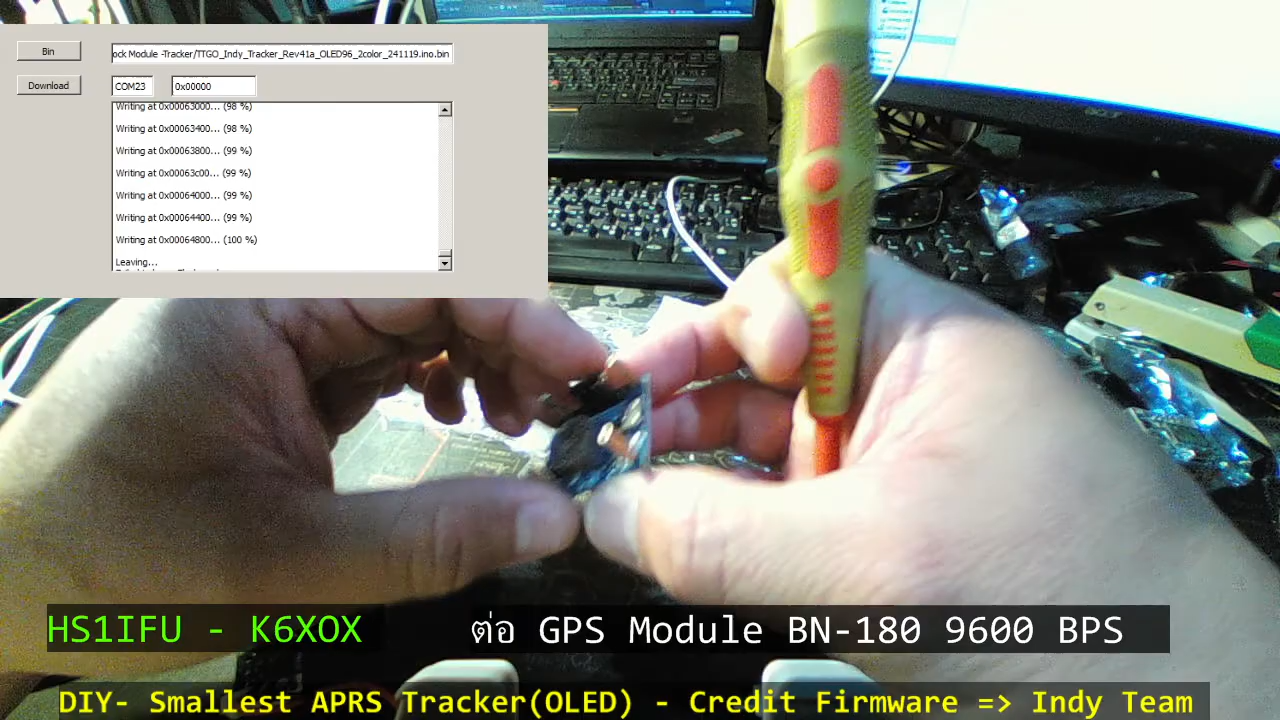 Bin
ock Module -Tracker/TTGO_Indy_Tracker_Rev41a_OLED96_2color_241119.ino.bin
Download
COM23
0x00000
Writing at 0x00063000... (98 %)
Writing at 0x00063400... (98 %)
Writing at 0x00063800... (99 %)
Writing at 0x00063c00... (99 %)
Writing at 0x00064000... (99 %)
Writing at 0x00064400... (99 %)
Writing at 0x00064800... (100 %)
Leaving...
HS1IFU - K6XOX
ต่อ GPS Module BN-180 9600 BPS
DIY- Smallest APRS Tracker(OLED) - Credit Firmware => Indy Team